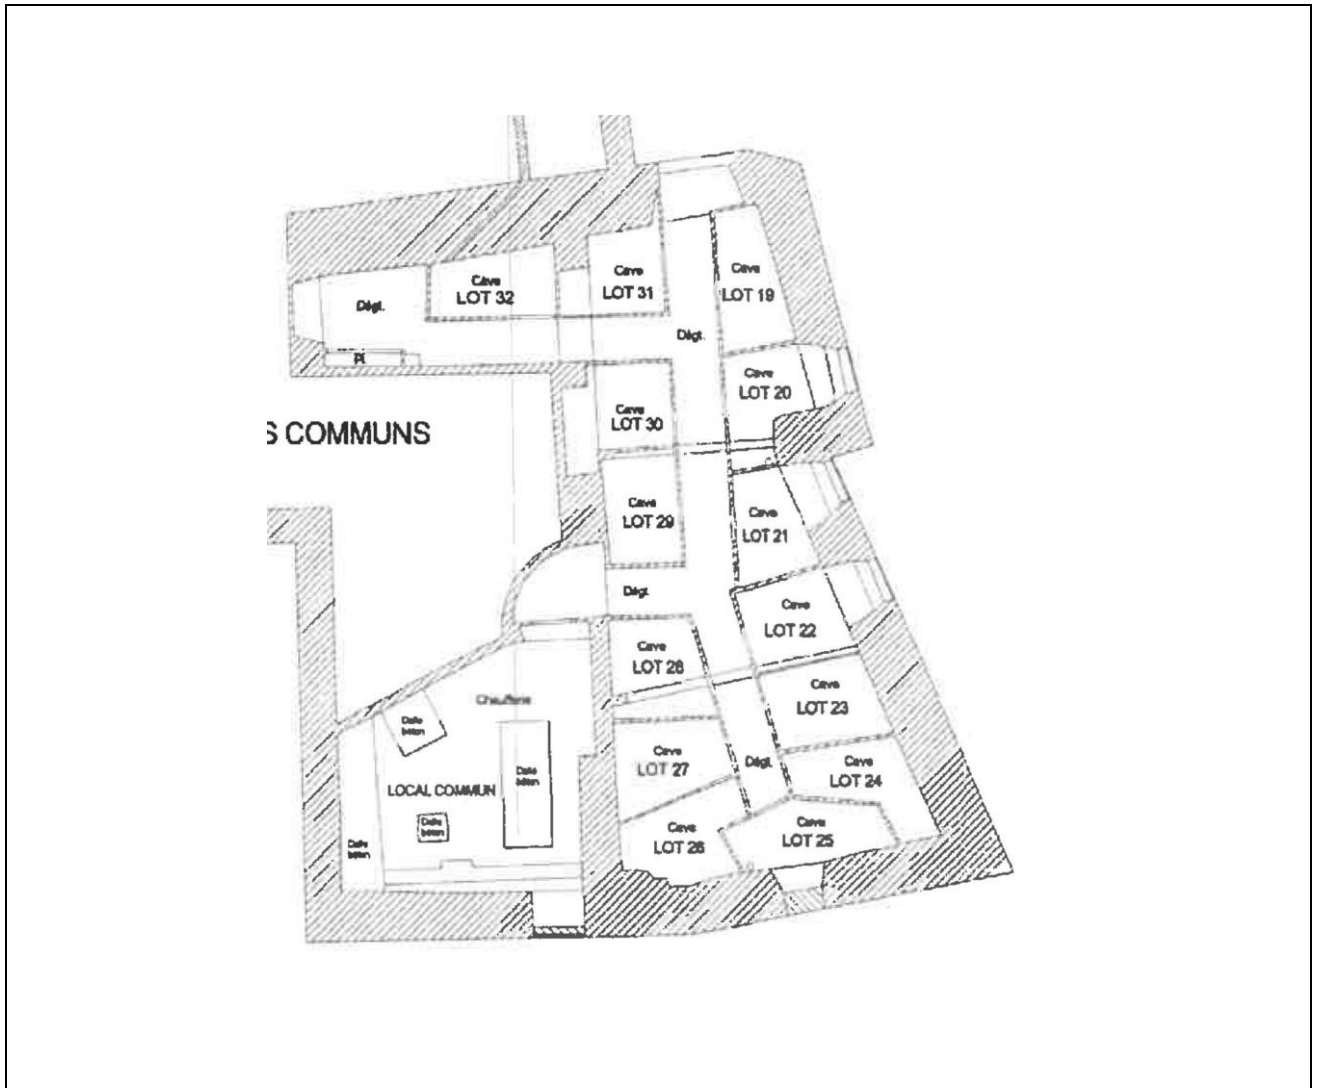 Cave
LOT 31
Cave
LOT 19
Cave
LOT 32
Dégt.
Dégt.
Pl.
Cave
LOT 20
Cave
LOT 30
S COMMUNS
Cave
LOT 29
Cave
LOT 21
Dégt.
Cave
LOT 22
Cave
LOT 28
Cave
LOT 23
Chaufferie
Dalle
béton
Cave
LOT 27
Dégt.
Cave
LOT 24
Dalle
béton
LOCAL COMMUN
Dalle
béton
Cave
LOT 26
Cave
LOT 25
Dalle
béton